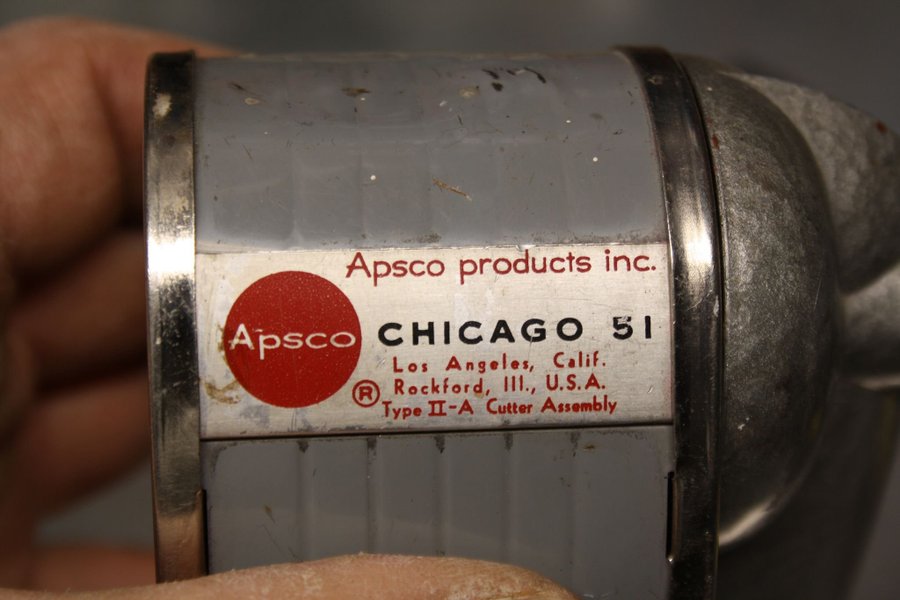 Apsco products inc.
Apsco
CHICAGO 51
Los Angeles, Calif.
® Rockford, Ill., U.S.A.
Type II-A Cutter Assembly